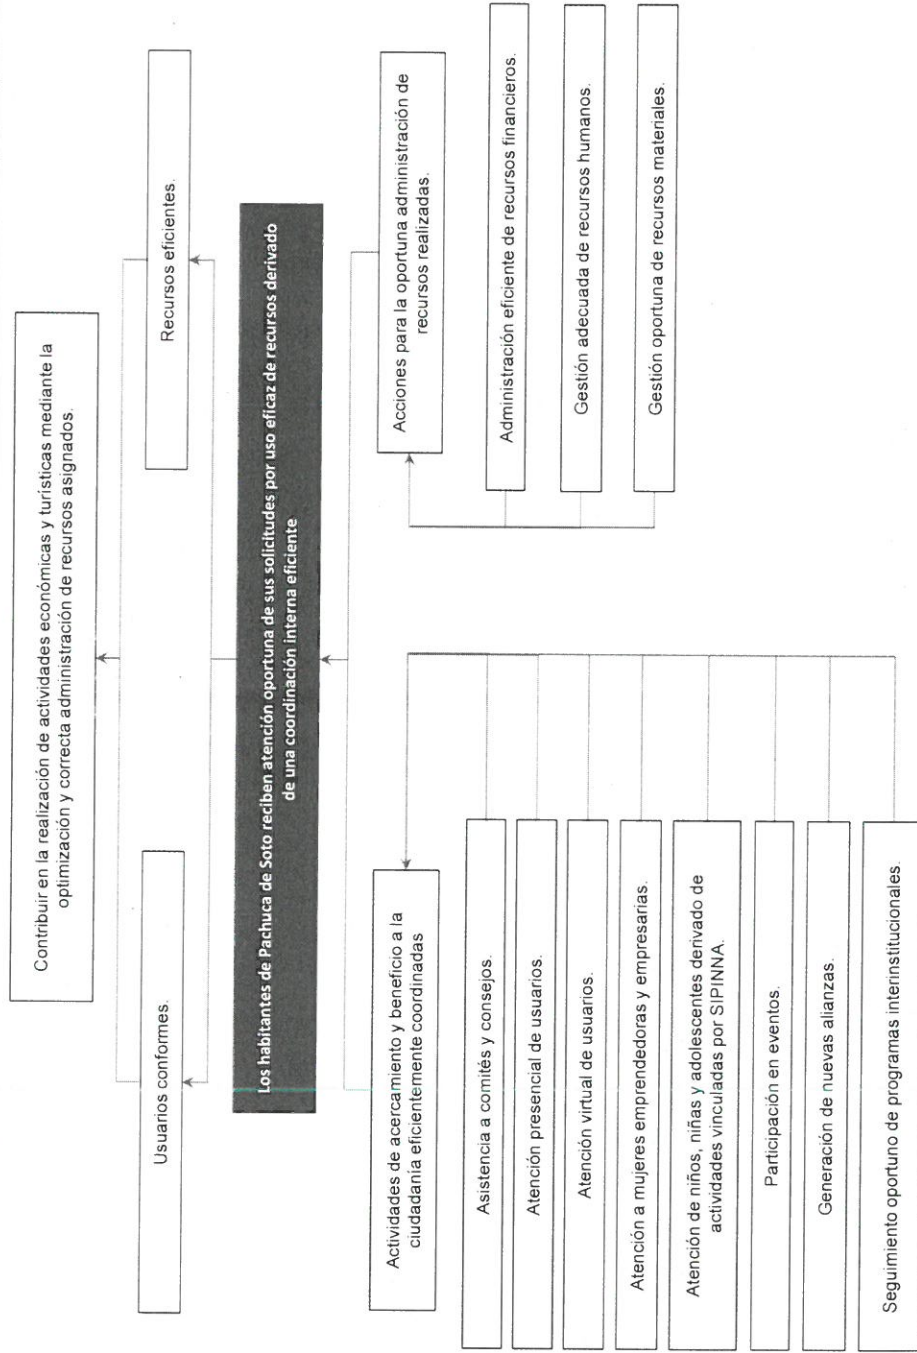 Contribuir en la realización de actividades económicas y turísticas mediante la
optimización y correcta administración de recursos asignados.
Usuarios conformes.
Recursos eficientes.
Los habitantes de Pachuca de Soto reciben atención oportuna de sus solicitudes por uso eficaz de recursos derivado
de una coordinación interna eficiente
Actividades de acercamiento y beneficio a la
ciudadanía eficientemente coordinadas
Asistencia a comités y consejos.
Atención presencial de usuarios.
Atención virtual de usuarios.
Atención a mujeres emprendedoras y empresarias.
Atención de niños, niñas y adolescentes derivado de
actividades vinculadas por SIPINNA.
Participación en eventos.
Generación de nuevas alianzas.
Seguimiento oportuno de programas interinstitucionales.
Acciones para la oportuna administración de
recursos realizadas.
Administración eficiente de recursos financieros.
Gestión adecuada de recursos humanos.
Gestión oportuna de recursos materiales.